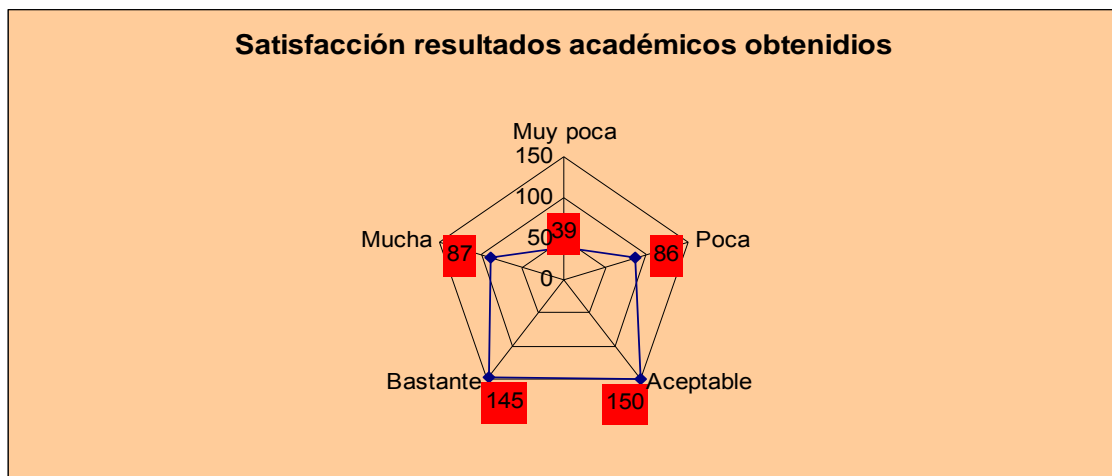 Satisfacción resultados académicos obtenidios
Muy poca
150
100
50
0
39
Mucha
87
Poca
86
Bastante
145
Aceptable
150